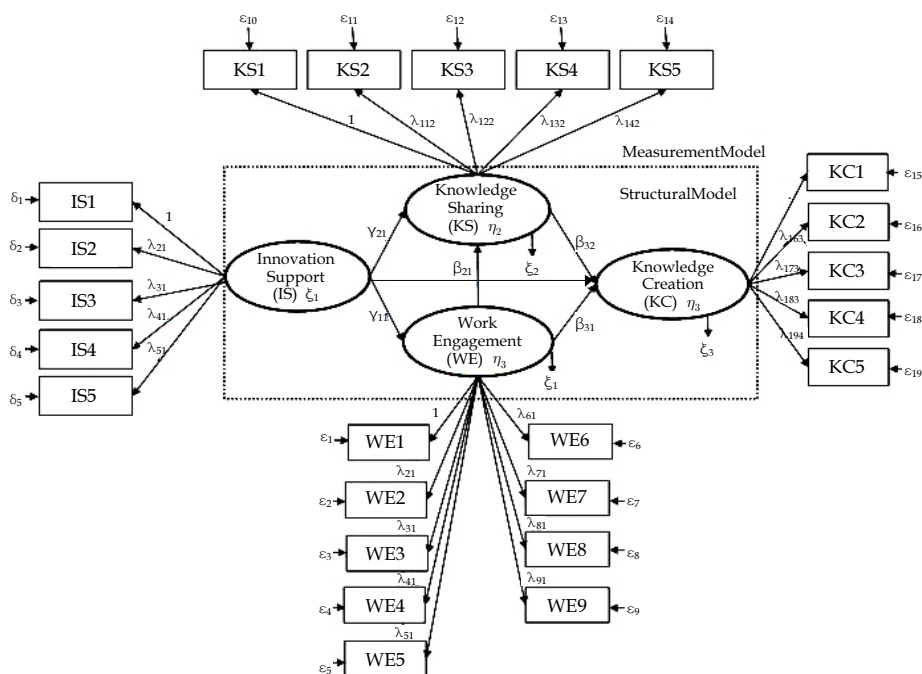 ε10 ε11 ε12 ε13 ε14
KS1 KS2 KS3 KS4 KS5
1 λ112 λ122 λ132 λ142
MeasurementModel
StructuralModel
δ1 IS1
δ2 IS2
δ3 IS3
δ4 IS4
δ5 IS5
1
λ21
λ31
λ41
λ51
Innovation
Support
(IS) ξ1
γ21
γ11
Knowledge
Sharing
(KS) η2
ξ2
β21
β32
β31
Work
Engagement
(WE) η3
ξ1
Knowledge
Creation
(KC) η3
ξ3
λ163
λ173
λ183
λ194
KC1 ε15
KC2 ε16
KC3 ε17
KC4 ε18
KC5 ε19
1 λ61
ε1 WE1 WE6 ε6
λ21 λ71
ε2 WE2 WE7 ε7
λ31 λ81
ε3 WE3 WE8 ε8
λ41 λ91
ε4 WE4 WE9 ε9
λ51
ε5 WE5